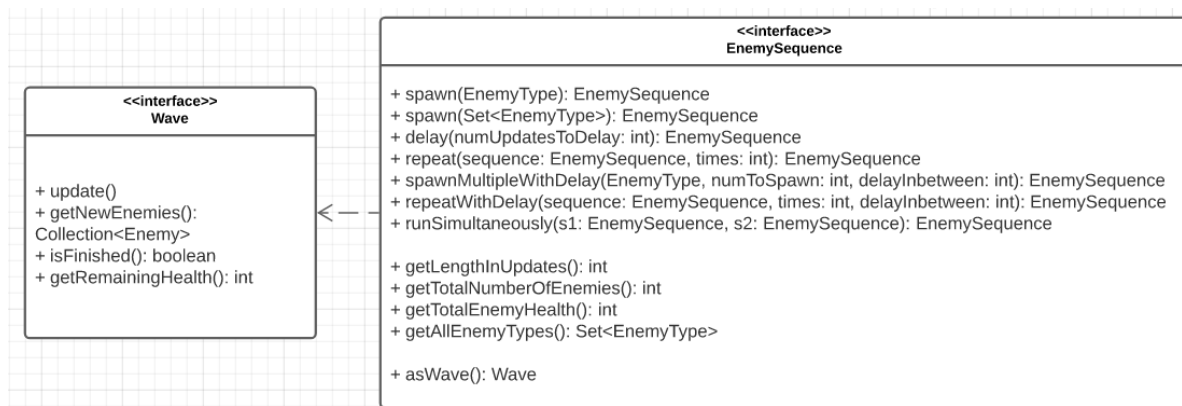 <<interface>>
Wave
+ update()
+ getNewEnemies():
Collection<Enemy>
+ isFinished(): boolean
+ getRemainingHealth(): int
<<interface>>
EnemySequence
+ spawn(EnemyType): EnemySequence
+ spawn(Set<EnemyType>): EnemySequence
+ delay(numUpdatesToDelay: int): EnemySequence
+ repeat(sequence: EnemySequence, times: int): EnemySequence
+ spawnMultipleWithDelay(EnemyType, numToSpawn: int, delayInbetween: int): EnemySequence
+ repeatWithDelay(sequence: EnemySequence, times: int, delayInbetween: int): EnemySequence
+ runSimultaneously(s1: EnemySequence, s2: EnemySequence): EnemySequence
+ getLengthInUpdates(): int
+ getTotalNumberOfEnemies(): int
+ getTotalEnemyHealth(): int
+ getAllEnemyTypes(): Set<EnemyType>
+ asWave(): Wave